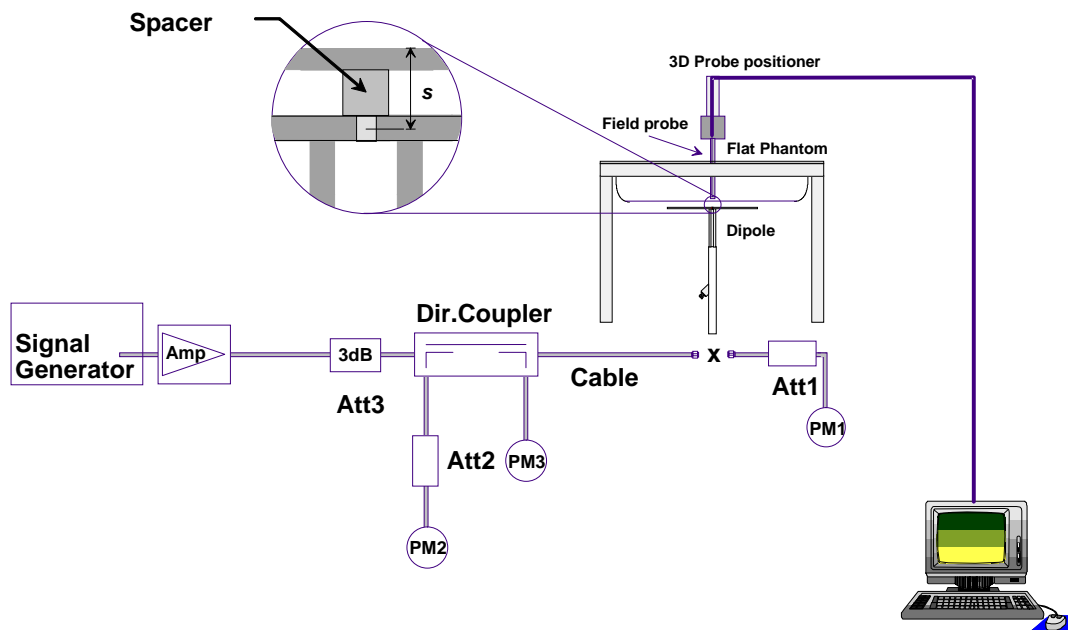 Spacer
s
3D Probe positioner
Field probe
Flat Phantom
Dipole
Dir.Coupler
Signal
Generator
Amp
3dB
Att3
Cable
x
Att1
PM1
Att2
PM3
PM2